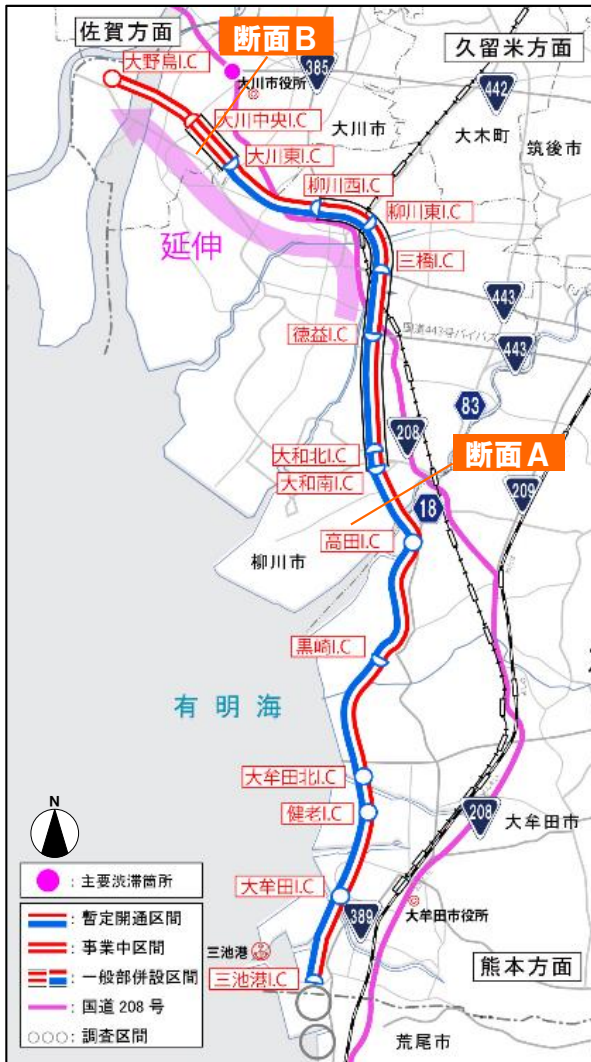 佐賀方面
断面B
久留米方面
大野島I.C
385
大川市役所
442
大川中央I.C
大川市
大木町
筑後市
大川東I.C
柳川西I.C
柳川東I.C
延伸
三橋I.C
443
国道443号バイパス
徳益I.C
443
83
208
大和北I.C
断面A
大和南I.C
209
18
高田I.C
柳川市
黒崎I.C
有明海
大牟田北I.C
N
健老I.C
208
大牟田市
:主要渋滞箇所
大牟田I.C
389
大牟田市役所
:暫定開通区間
:事業中区間
三池港
:一般部併設区間
三池港I.C
熊本方面
:国道208号
:調査区間
荒尾市